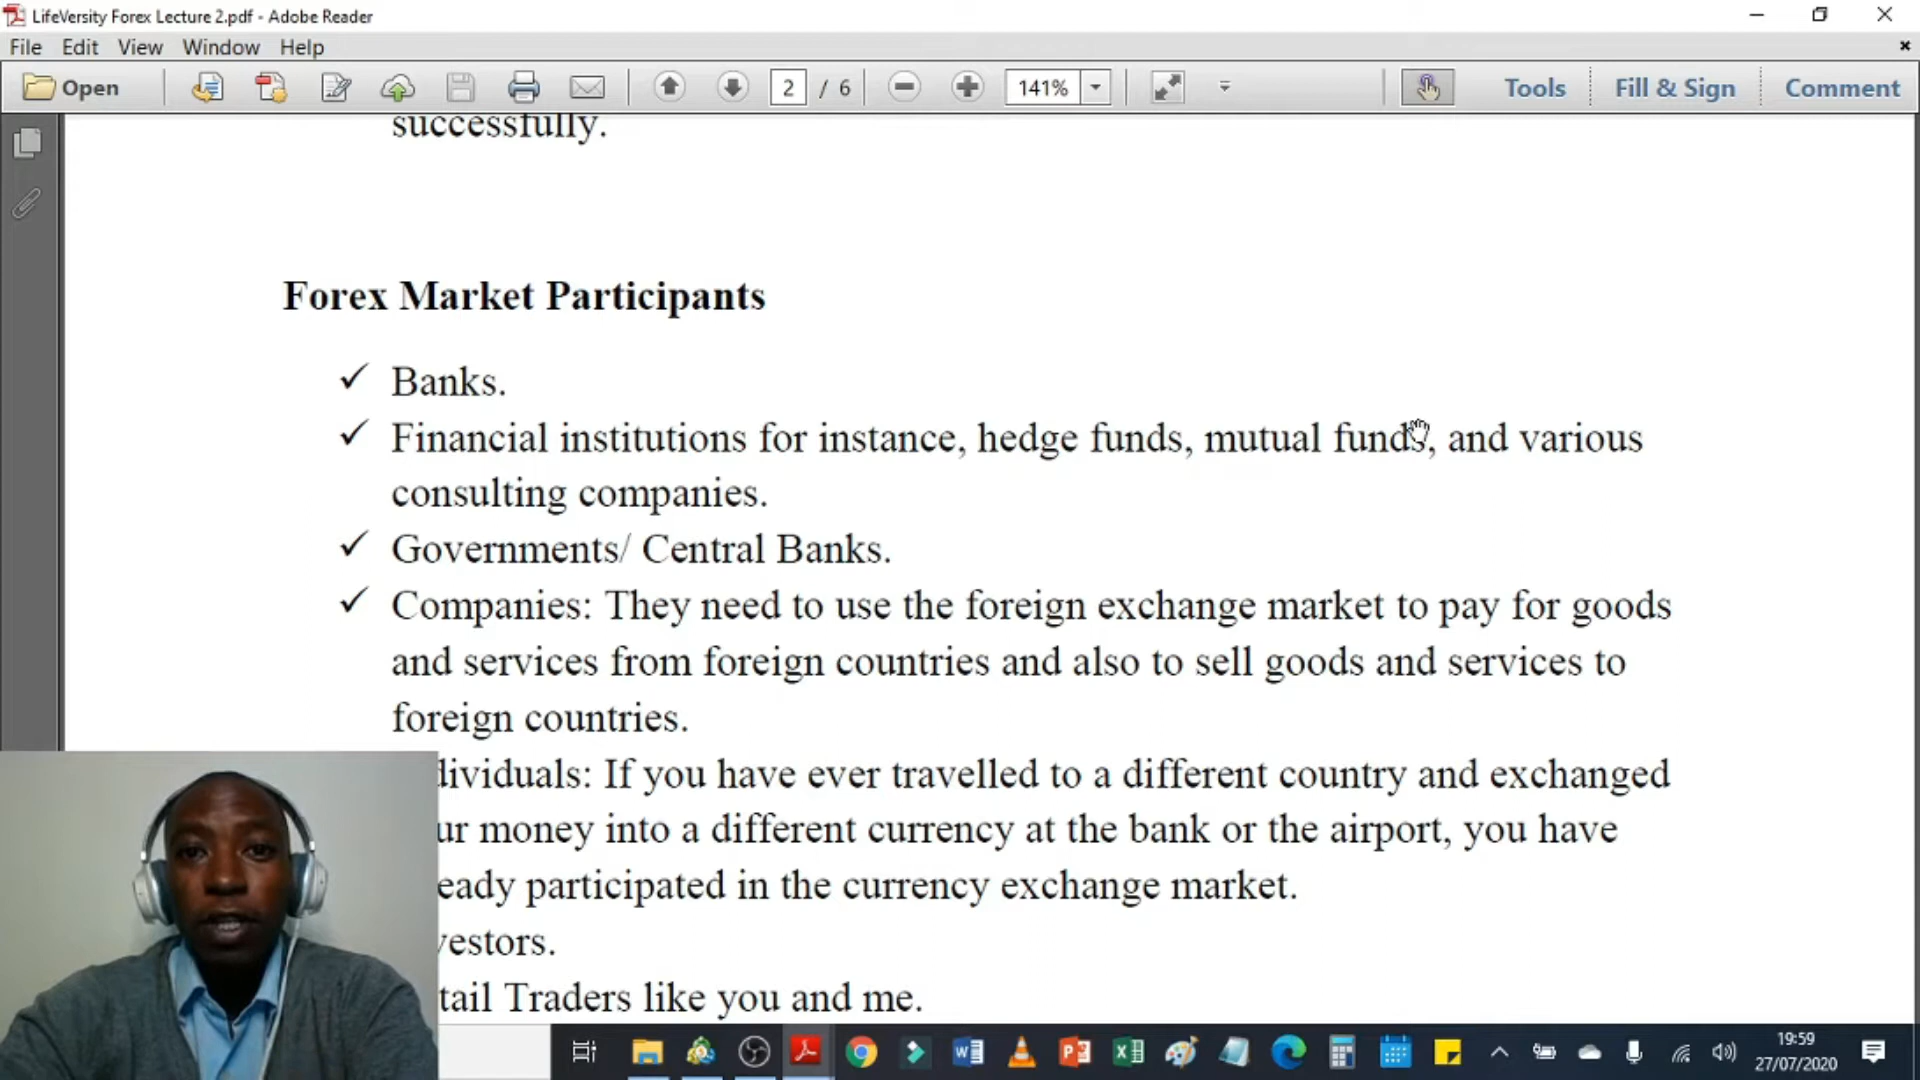 LifeVersity Forex Lecture 2.pdf - Adobe Reader
File Edit View Window Help
Open 2 / 6 141% Tools Fill & Sign Comment
successfully.
Forex Market Participants
✓ Banks.
✓ Financial institutions for instance, hedge funds, mutual funds, and various
consulting companies.
✓ Governments/ Central Banks.
✓ Companies: They need to use the foreign exchange market to pay for goods
and services from foreign countries and also to sell goods and services to
foreign countries.
dividuals: If you have ever travelled to a different country and exchanged
ur money into a different currency at the bank or the airport, you have
eady participated in the currency exchange market.
vestors.
tail Traders like you and me.
19:59
27/07/2020